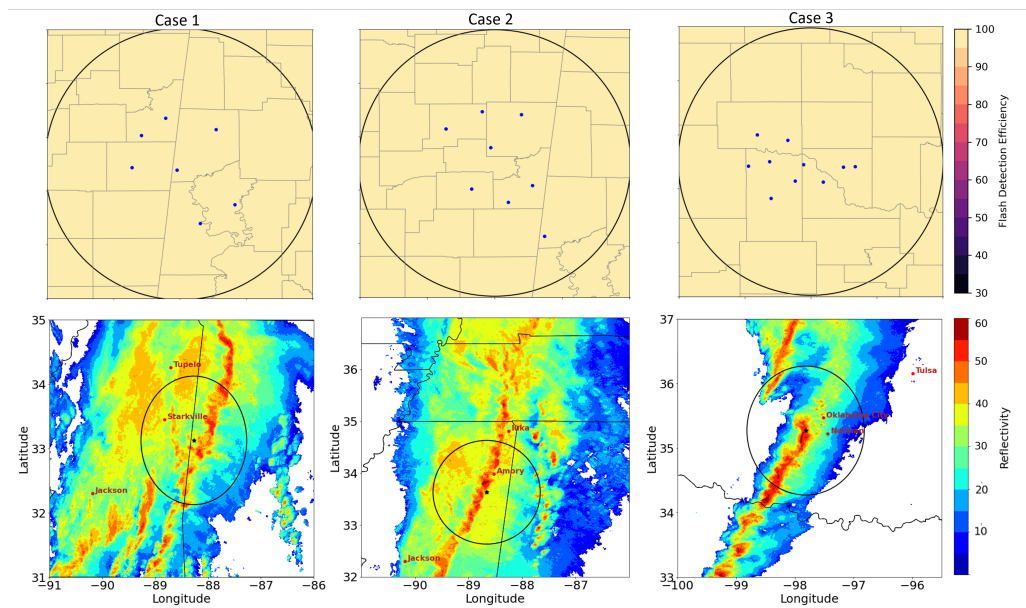 Case 1
Case 2
Case 3
100
90
80
70
60
50
40
30
Flash Detection Efficiency
35
34
33
32
31
Latitude
Tupelo
Starkville
Jackson
−91
−90
−89
−88
−87
−86
Longitude
36
35
34
33
32
Latitude
Iuka
Amory
Jackson
−90
−89
−88
−87
Longitude
37
36
35
34
33
Latitude
Tulsa
−100
−99
−98
−97
−96
Longitude
60
50
40
30
20
10
Reflectivity